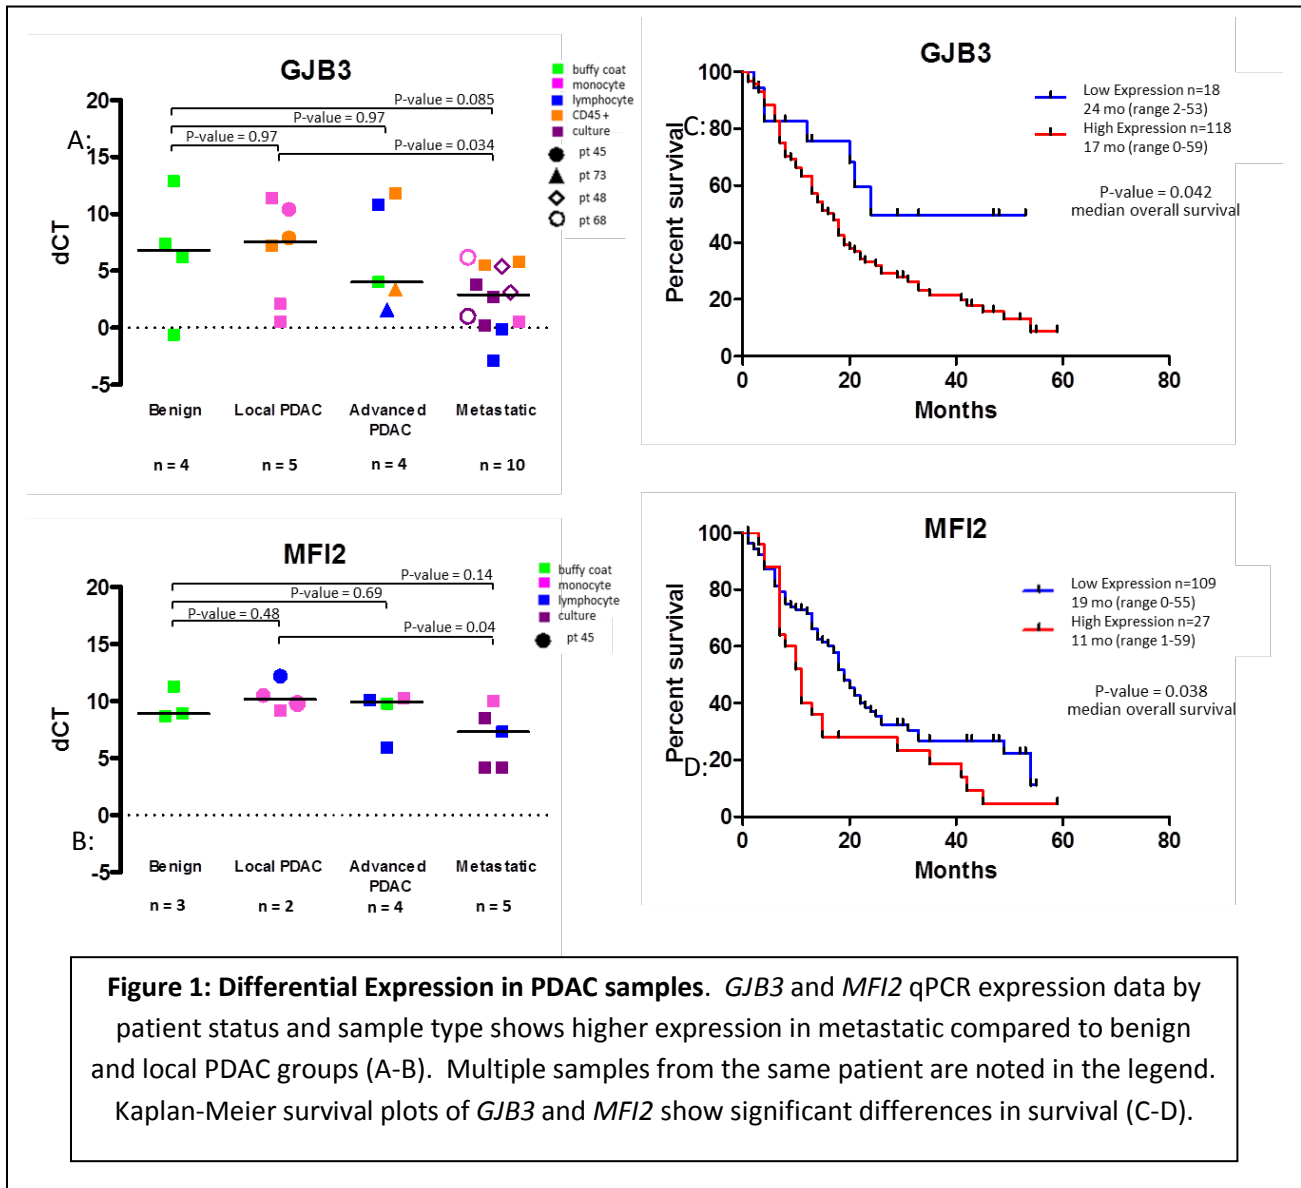 GJB3
buffy coat
monocyte
lymphocyte
CD45 +
culture
pt 45
pt 73
pt 48
pt 68
A:
P-value = 0.085
P-value = 0.97
P-value = 0.97
P-value = 0.034
dCT
20
15
10
5
0
-5
Benign
Local PDAC
Advanced
PDAC
Metastatic
n = 4
n = 5
n = 4
n = 10
GJB3
C:
Low Expression n=18
24 mo (range 2-53)
High Expression n=118
17 mo (range 0-59)
P-value = 0.042
median overall survival
Percent survival
100
80
60
40
20
0
0
20
40
60
80
Months
MFI2
buffy coat
monocyte
lymphocyte
culture
pt 45
P-value = 0.14
P-value = 0.69
P-value = 0.48
P-value = 0.04
dCT
20
15
10
5
0
-5
B:
Benign
Local PDAC
Advanced
PDAC
Metastatic
n = 3
n = 2
n = 4
n = 5
MFI2
Low Expression n=109
19 mo (range 0-55)
High Expression n=27
11 mo (range 1-59)
P-value = 0.038
median overall survival
Percent survival
D:
100
80
60
40
20
0
0
20
40
60
80
Months
Figure 1: Differential Expression in PDAC samples. GJB3 and MFI2 qPCR expression data by
patient status and sample type shows higher expression in metastatic compared to benign
and local PDAC groups (A-B). Multiple samples from the same patient are noted in the legend.
Kaplan-Meier survival plots of GJB3 and MFI2 show significant differences in survival (C-D).